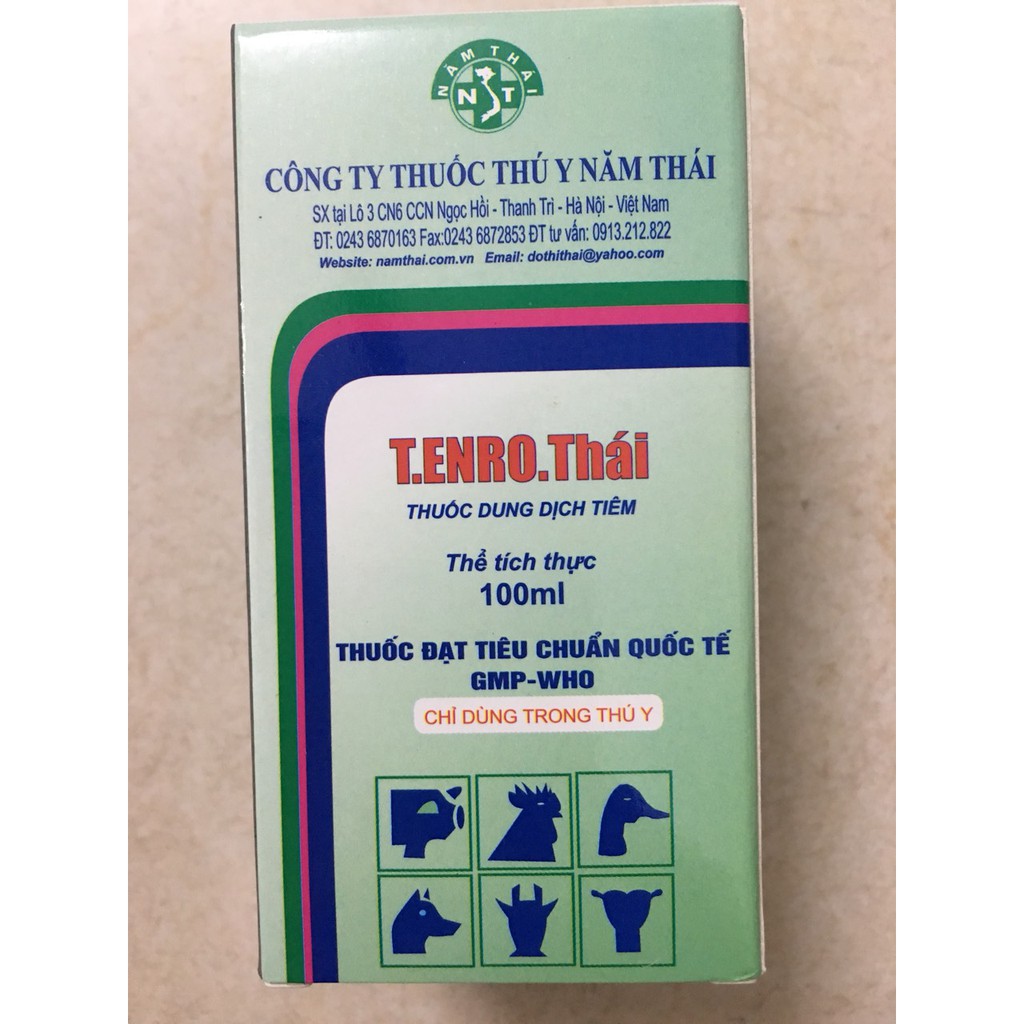 NĂM THÁI
N T
CÔNG TY THUỐC THÚ Y NĂM THÁI
SX tại Lô 3 CN6 CCN Ngọc Hồi - Thanh Trì - Hà Nội - Việt Nam
ĐT: 0243 6870163 Fax:0243 6872853 ĐT tư vấn: 0913.212.822
Website: namthai.com.vn Email: dothithai@yahoo.com
T.ENRO.Thái
THUỐC DUNG DỊCH TIÊM
Thể tích thực
100ml
THUỐC ĐẠT TIÊU CHUẨN QUỐC TẾ
GMP-WHO
CHỈ DÙNG TRONG THÚ Y